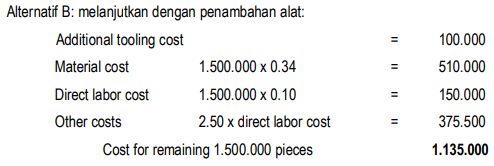 Alternatif B: melanjutkan dengan penambahan alat:
Additional tooling cost = 100.000
Material cost 1.500.000 x 0.34 = 510.000
Direct labor cost 1.500.000 x 0.10 = 150.000
Other costs 2.50 x direct labor cost = 375.500
Cost for remaining 1.500.000 pieces 1.135.000